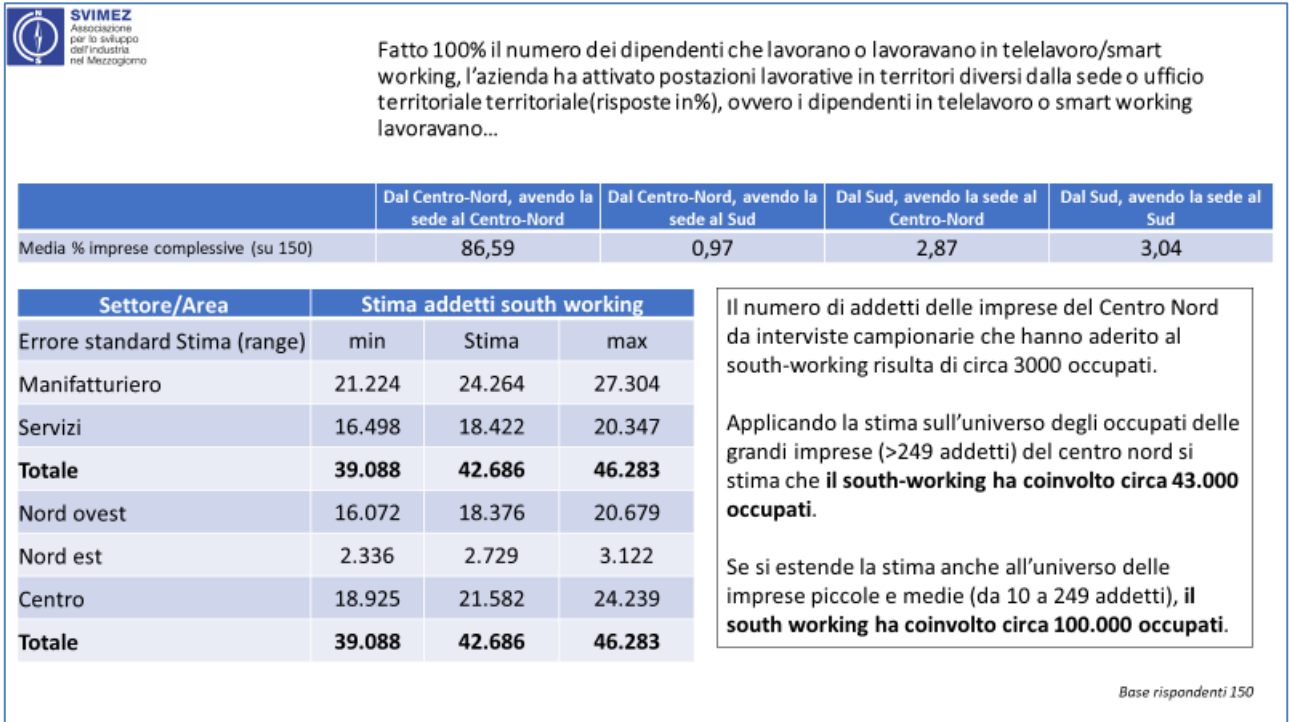 SVIMEZ
Associazione
per lo sviluppo
dell'industria
nel Mezzogiorno
N
S
Fatto 100% il numero dei dipendenti che lavorano o lavoravano in telelavoro/smart
working, l'azienda ha attivato postazioni lavorative in territori diversi dalla sede o ufficio
territoriale territoriale(risposte in%), ovvero i dipendenti in telelavoro o smart working
lavoravano...
Dal Centro-Nord, avendo la sede al Centro-Nord
Dal Centro-Nord, avendo la sede al Sud
Dal Sud, avendo la sede al Centro-Nord
Dal Sud, avendo la sede al Sud
Media % imprese complessive (su 150) 86,59 0,97 2,87 3,04
Settore/Area Stima addetti south working
Errore standard Stima (range) min Stima max
Manifatturiero 21.224 24.264 27.304
Servizi 16.498 18.422 20.347
Totale 39.088 42.686 46.283
Nord ovest 16.072 18.376 20.679
Nord est 2.336 2.729 3.122
Centro 18.925 21.582 24.239
Totale 39.088 42.686 46.283
Il numero di addetti delle imprese del Centro Nord
da interviste campionarie che hanno aderito al
south-working risulta di circa 3000 occupati.
Applicando la stima sull'universo degli occupati delle
grandi imprese (>249 addetti) del centro nord si
stima che il south-working ha coinvolto circa 43.000
occupati.
Se si estende la stima anche all'universo delle
imprese piccole e medie (da 10 a 249 addetti), il
south working ha coinvolto circa 100.000 occupati.
Base rispondenti 150